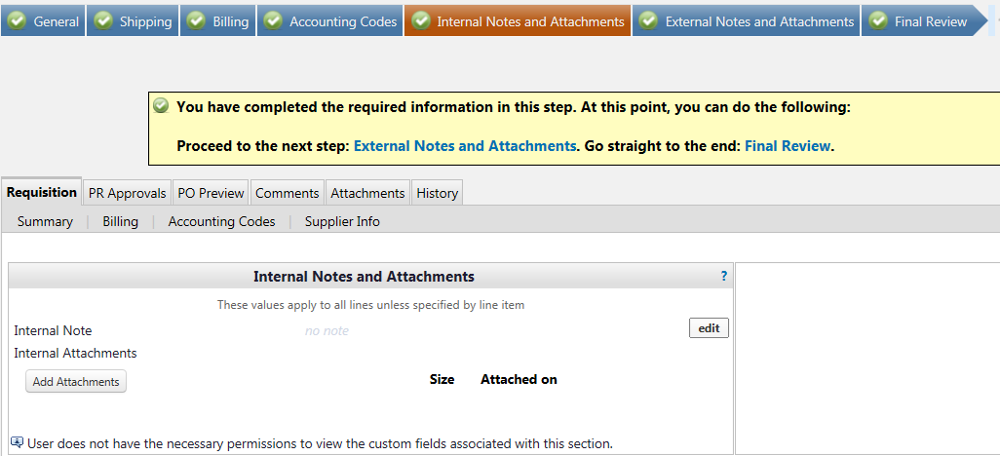 General Shipping Billing Accounting Codes Internal Notes and Attachments External Notes and Attachments Final Review
You have completed the required information in this step. At this point, you can do the following:
Proceed to the next step: External Notes and Attachments. Go straight to the end: Final Review.
Requisition PR Approvals PO Preview Comments Attachments History
Summary Billing Accounting Codes Supplier Info
Internal Notes and Attachments ?
These values apply to all lines unless specified by line item
Internal Note no note edit
Internal Attachments
Add Attachments Size Attached on
User does not have the necessary permissions to view the custom fields associated with this section.